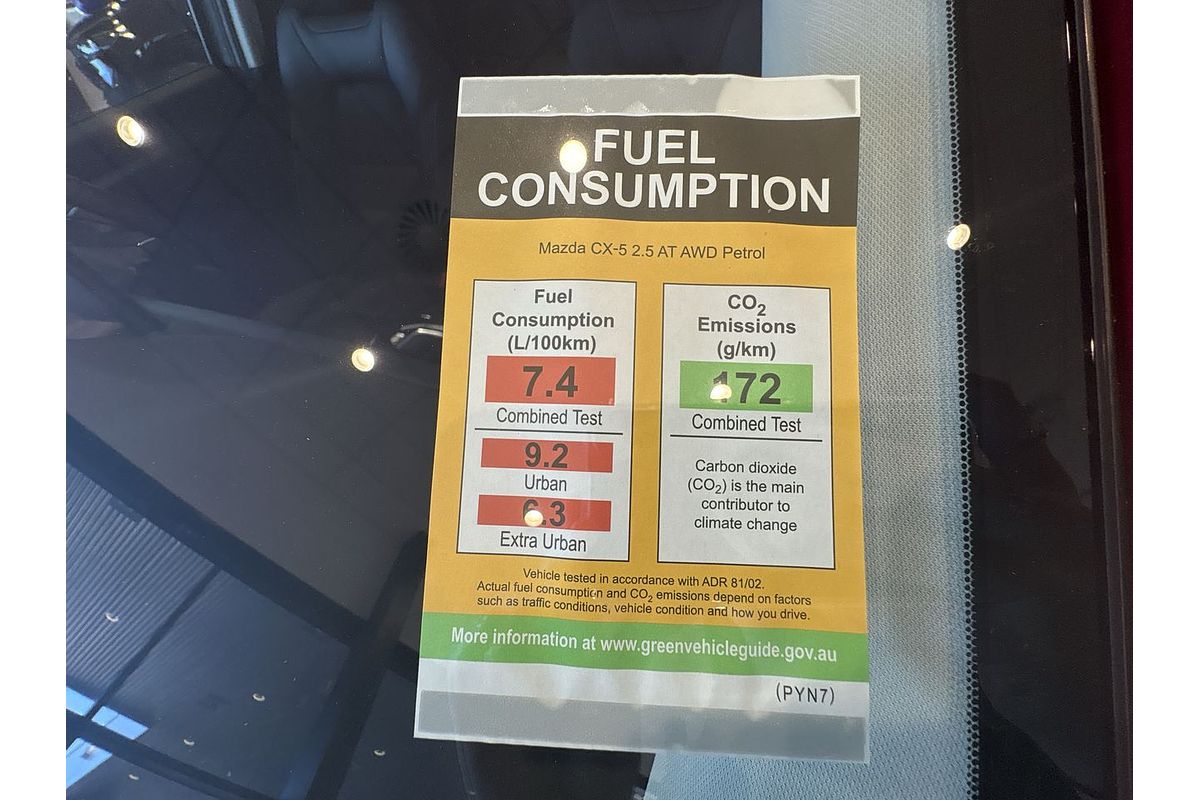 FUEL
CONSUMPTION
Mazda CX-5 2.5 AT AWD Petrol
Fuel
Consumption
(L/100km)
7.4
Combined Test
9.2
Urban
6.3
Extra Urban
CO₂
Emissions
(g/km)
172
Combined Test
Carbon dioxide
(CO₂) is the main
contributor to
climate change
Vehicle tested in accordance with ADR 81/02.
Actual fuel consumption and CO₂ emissions depend on factors
such as traffic conditions, vehicle condition and how you drive.
More information at www.greenvehicleguide.gov.au
(PYN7)